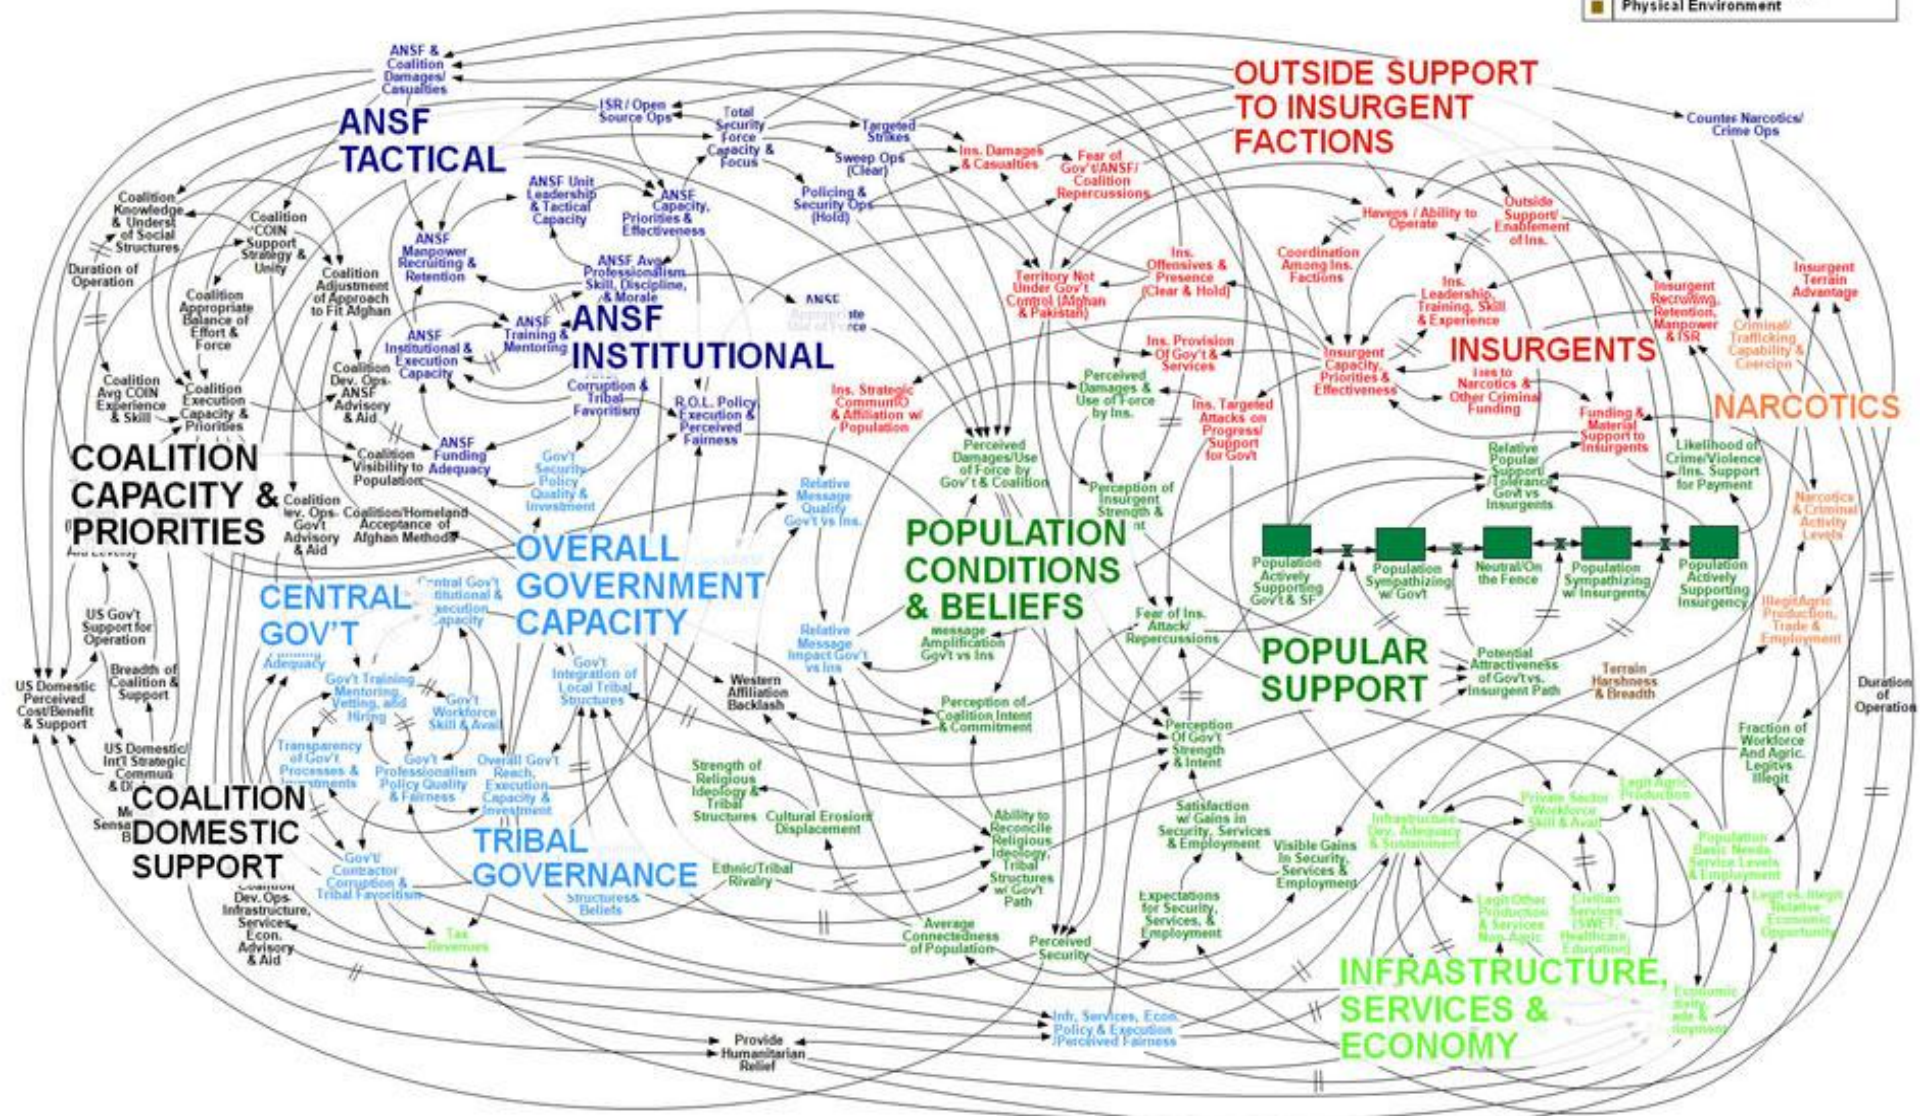 Physical Environment
ANSF &
Coalition
Damages/
Casualties
ANSF
TACTICAL
ISR / Open
Source Ops
Total
Security
Force
Capacity &
Focus
Targeted
Strikes
Sweep Ops
(Clear)
Policing &
Security Ops
(Hold)
Ins. Damages
& Casualties
Fear of
Gov't/ANSF/
Coalition
Repercussions
OUTSIDE SUPPORT
TO INSURGENT
FACTIONS
Counter Narcotics/
Crime Ops
Coalition
Knowledge
& Underst
of Social
Structures
Duration of
Operation
Coalition
COIN
Support
Strategy &
Unity
Coalition
Appropriate
Balance of
Effort &
Force
Coalition
Adjustment
of Approach
to Fit Afghan
ANSF Unit
Leadership
& Tactical
Capacity
ANSF
Capacity,
Priorities &
Effectiveness
ANSF
Manpower
Recruiting &
Retention
ANSF Avg
Professionalism
Skill, Discipline,
& Morale
ANSF
INSTITUTIONAL
ANSF
Institutional &
Execution
Capacity
ANSF
Training &
Mentoring
ANSF
Corruption &
Tribal
Favoritism
R.O.L. Policy,
Execution &
Perceived
Fairness
ANSF
Funding
Adequacy
Coalition
Avg COIN
Experience
& Skill
Coalition
Execution
Capacity &
Priorities
Coalition
Dev. Ops-
ANSF
Advisory
& Aid
Coalition
Visibility to
Population
COALITION
CAPACITY &
PRIORITIES
Coalition
Dev. Ops-
Gov't
Advisory
& Aid
Coalition/Homeland
Acceptance of
Afghan Methods
Territory Not
Under Gov't
Control (Afghan
& Pakistan)
Ins.
Offensives &
Presence
(Clear & Hold)
Ins. Provision
Of Gov't &
Services
Ins. Strategic
Commun/IO
& Affiliation w/
Population
Perceived
Damages &
Use of Force
by Ins.
Ins. Targeted
Attacks on
Progress/
Support
for Gov't
Havens / Ability to
Operate
Outside
Support/
Enablement
of Ins.
Coordination
Among Ins.
Factions
Ins.
Leadership,
Training, Skill
& Experience
Insurgent
Recruiting,
Retention,
Manpower
& ISR
Insurgent
Terrain
Advantage
Criminal/
Trafficking
Capability &
Coercion
Insurgent
Capacity,
Priorities &
Effectiveness
INSURGENTS
Ties to
Narcotics &
Other Criminal
Funding
Funding &
Material
Support to
Insurgents
NARCOTICS
Relative
Popular
Support/
/Tolerance
Gov't vs
Insurgents
Likelihood of
Crime/Violence
/Ins. Support
for Payment
Narcotics
& Criminal
Activity
Levels
Gov't
Security
Policy
Quality &
Investment
Relative
Message
Quality
Gov't vs Ins.
Perceived
Damages/Use
of Force by
Gov't & Coalition
Perception of
Insurgent
Strength &
POPULATION
CONDITIONS
& BELIEFS
OVERALL
GOVERNMENT
CAPACITY
CENTRAL
GOV'T
Adequacy
Population
Actively
Supporting
Gov't & SF
Population
Sympathizing
w/ Gov't
Neutral/On
the Fence
Population
Sympathizing
w/ Insurgents
Population
Actively
Supporting
Insurgency
US Gov't
Support for
Operation
Breadth of
Coalition &
Support
US Domestic
Perceived
Cost/Benefit
& Support
US Domestic/
Int'l Strategic
Commun
COALITION
DOMESTIC
SUPPORT
Gov't Training
Mentoring,
Vetting, and
Hiring
Gov't
Workforce
Skill & Avail
Transparency
of Gov't
Processes &
Gov't
Professionalism
Policy Quality
& Fairness
Overall Gov't
Reach,
Execution
Capacity &
Investment
Gov't
Integration of
Local Tribal
Structures
Western
Affiliation
Backlash
Relative
Message
Impact Gov't
vs Ins
Message
Amplification
Gov't vs Ins
Fear of Ins.
Attack/
Repercussions
POPULAR
SUPPORT
Potential
Attractiveness
of Gov't vs.
Insurgent Path
Terrain
Harshness
& Breadth
Illegit Agric
Production,
Trade &
Employment
Duration
of
Operation
Perception of
Coalition Intent
& Commitment
Perception
Of Gov't
Strength
& Intent
Fraction of
Workforce
And Agric.
Legit vs
Illegit
TRIBAL
GOVERNANCE
Structures &
Beliefs
Gov't/
Contractor
Corruption &
Tribal Favoritism
Strength of
Religious
Ideology &
Tribal
Structures
Cultural Erosion/
Displacement
Ethnic/Tribal
Rivalry
Ability to
Reconcile
Religious
Ideology,
Tribal
Structures
w/ Gov't
Path
Satisfaction
w/ Gains in
Security, Services
& Employment
Visible Gains
In Security,
Services &
Employment
Expectations
for Security,
Services, &
Employment
Infrastructure
Dev. Adequacy
& Sustainment
Private Sector
Workforce
Skill & Avail
Legit Agric
Production
Population
Basic Needs
Service Levels
& Employment
Legit Other
Production
& Services
Non-Agric
Civilian
Services
(SWET,
Healthcare,
Education)
Legit vs. Illegit
Relative
Economic
Opportunity
Coalition
Dev. Ops-
Infrastructure,
Services,
Econ.
Advisory
& Aid
Tax
Revenues
Average
Connectedness
of Population
Perceived
Security
INFRASTRUCTURE,
SERVICES &
ECONOMY
Economic
Infr, Services, Econ.
Policy & Execution
/Perceived Fairness
Provide
Humanitarian
Relief